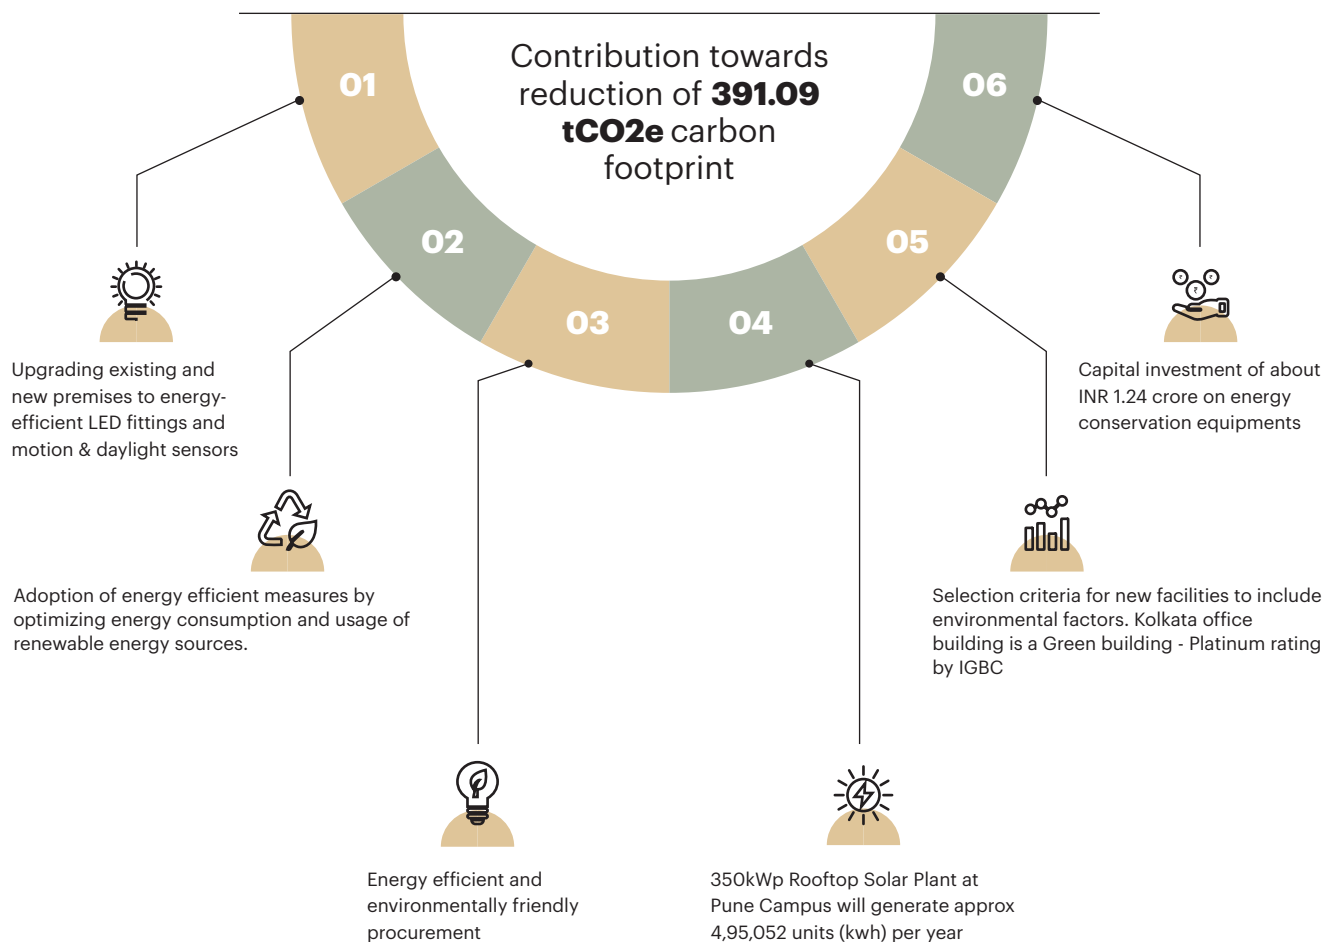 Contribution towards
reduction of 391.09
tCO2e carbon
footprint
01
02
03
04
05
06
Upgrading existing and
new premises to energy-
efficient LED fittings and
motion & daylight sensors
Adoption of energy efficient measures by
optimizing energy consumption and usage of
renewable energy sources.
Energy efficient and
environmentally friendly
procurement
350kWp Rooftop Solar Plant at
Pune Campus will generate approx
4,95,052 units (kwh) per year
Selection criteria for new facilities to include
environmental factors. Kolkata office
building is a Green building - Platinum rating
by IGBC
₹
₹
₹
Capital investment of about
INR 1.24 crore on energy
conservation equipments